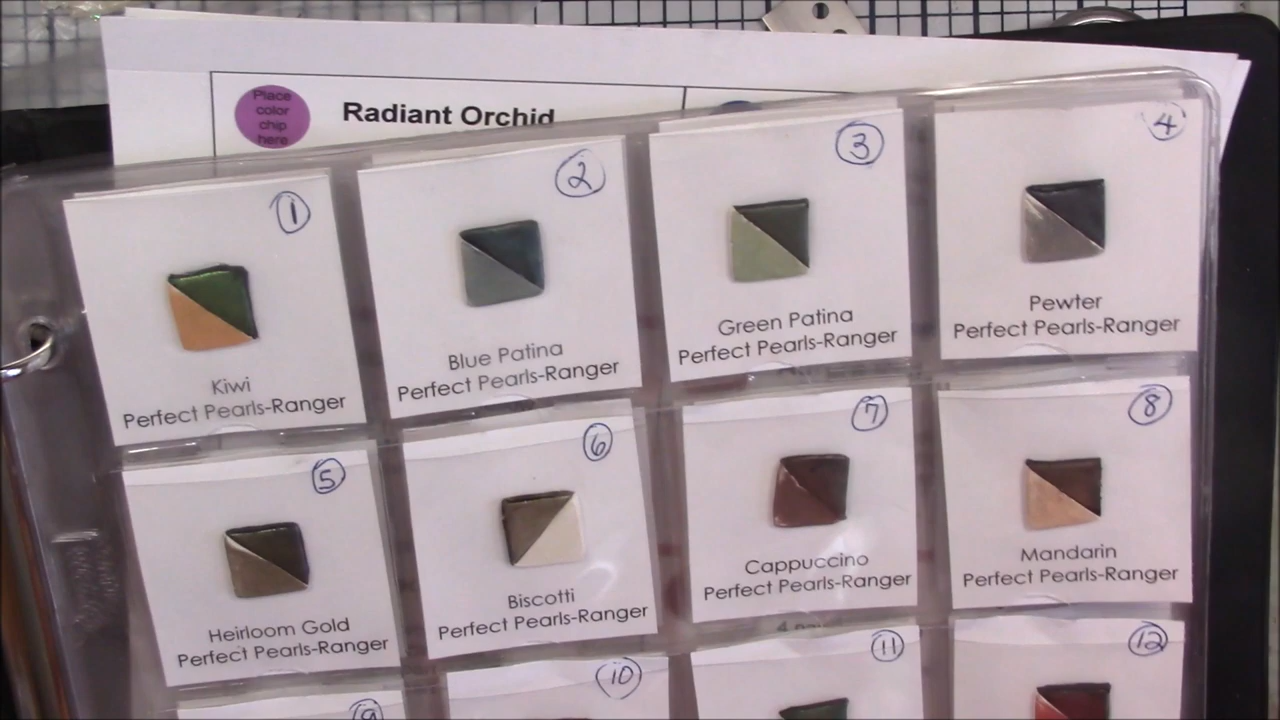 Place
color
chip
here
Radiant Orchid
1
Kiwi
Perfect Pearls-Ranger
2
Blue Patina
Perfect Pearls-Ranger
3
Green Patina
Perfect Pearls-Ranger
4
Pewter
Perfect Pearls-Ranger
5
Heirloom Gold
Perfect Pearls-Ranger
6
Biscotti
Perfect Pearls-Ranger
7
Cappuccino
Perfect Pearls-Ranger
8
Mandarin
Perfect Pearls-Ranger
9
10
11
12